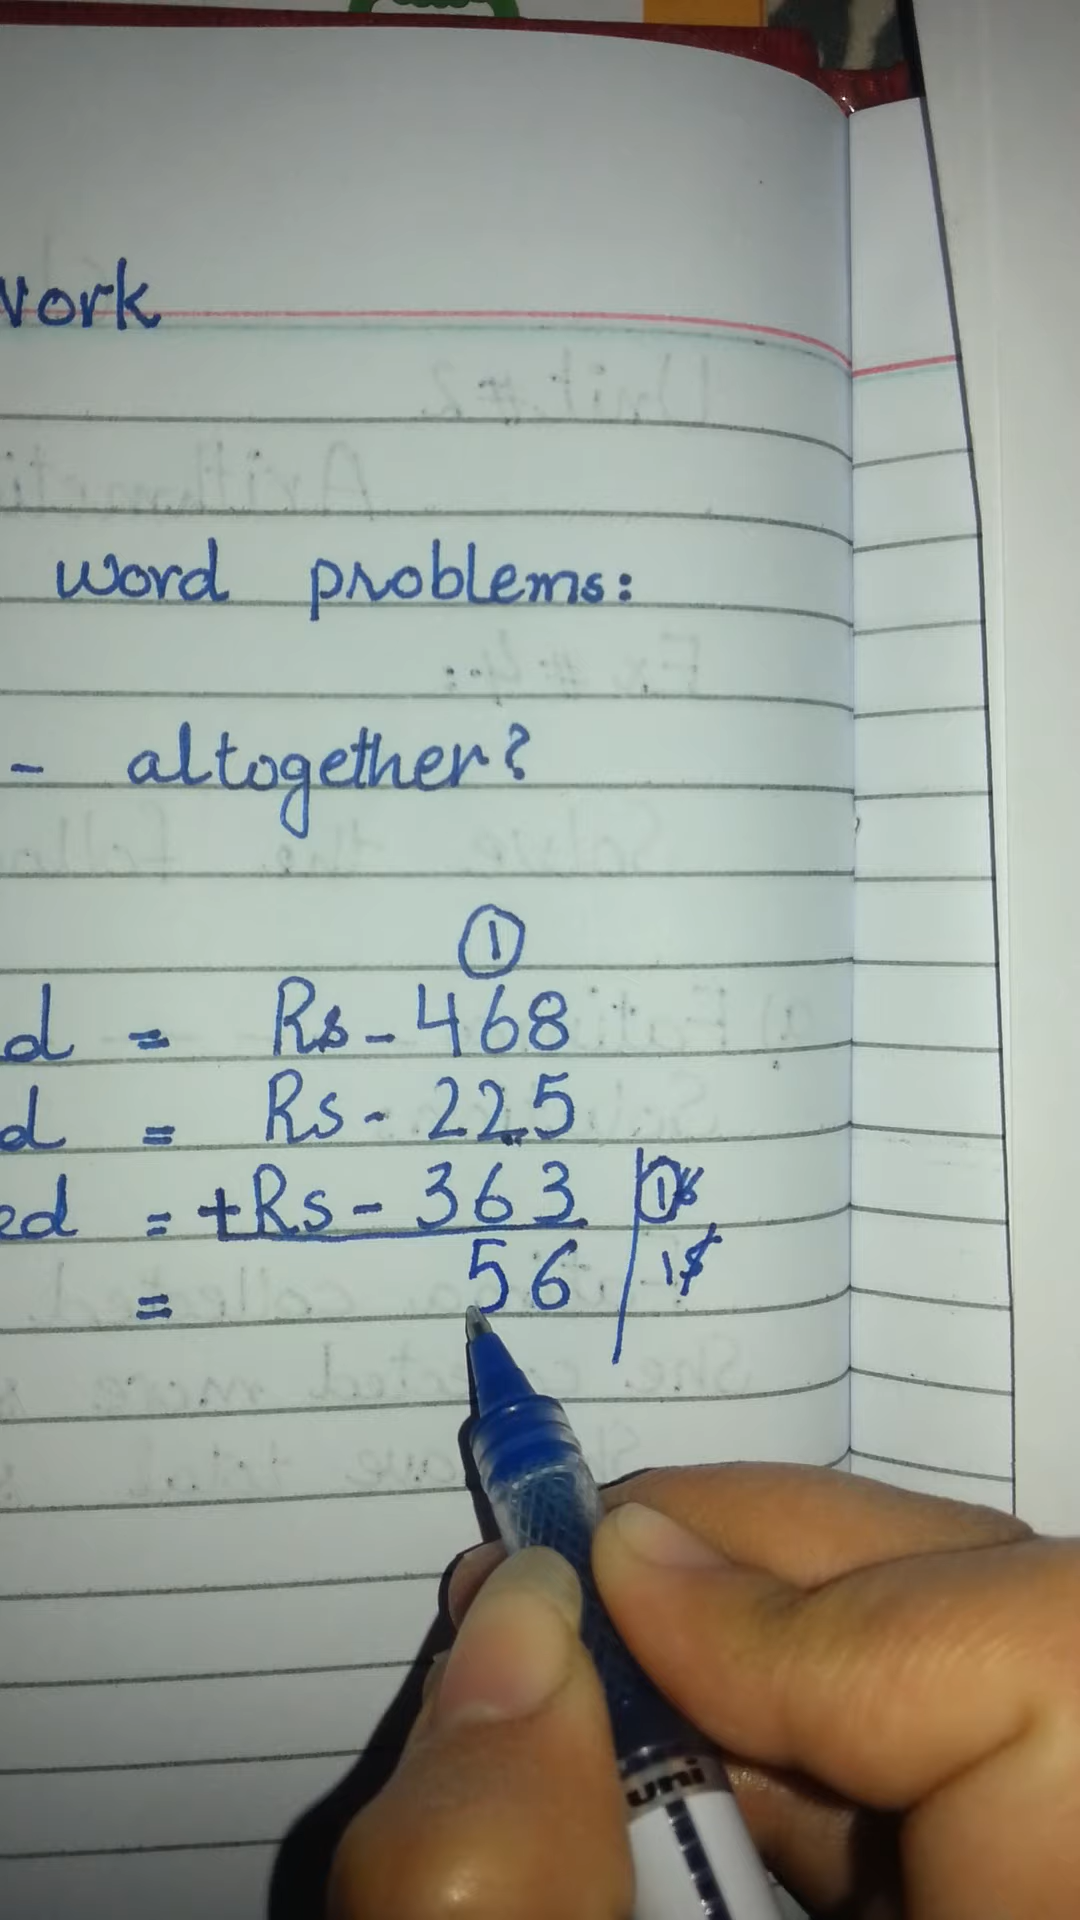 Work
word problems:
- altogether?
1
d = Rs - 468
d = Rs - 225
ed = +Rs - 363
= 56
uni